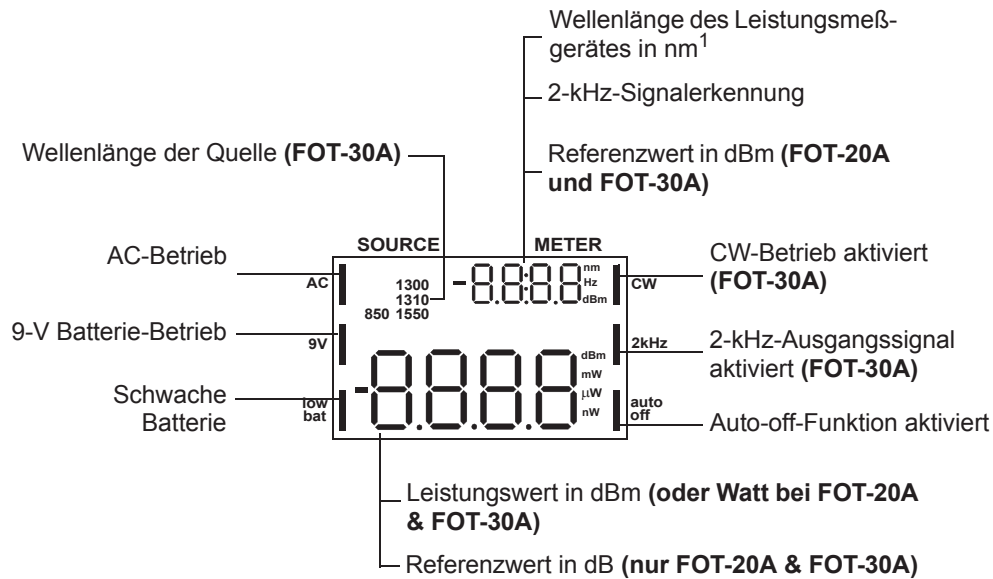 Wellenlänge des Leistungsmeß-
gerätes in nm1
2-kHz-Signalerkennung
Wellenlänge der Quelle (FOT-30A)
Referenzwert in dBm (FOT-20A
und FOT-30A)
SOURCE
METER
AC-Betrieb
AC
1300
1310
850 1550
-8.8:8.8
nm
Hz
dBm
CW
CW-Betrieb aktiviert
(FOT-30A)
9-V Batterie-Betrieb
9V
2kHz
2-kHz-Ausgangssignal
aktiviert (FOT-30A)
Schwache
Batterie
low
bat
-8.8.8.8
dBm
mW
µW
nW
auto
off
Auto-off-Funktion aktiviert
Leistungswert in dBm (oder Watt bei FOT-20A
& FOT-30A)
Referenzwert in dB (nur FOT-20A & FOT-30A)